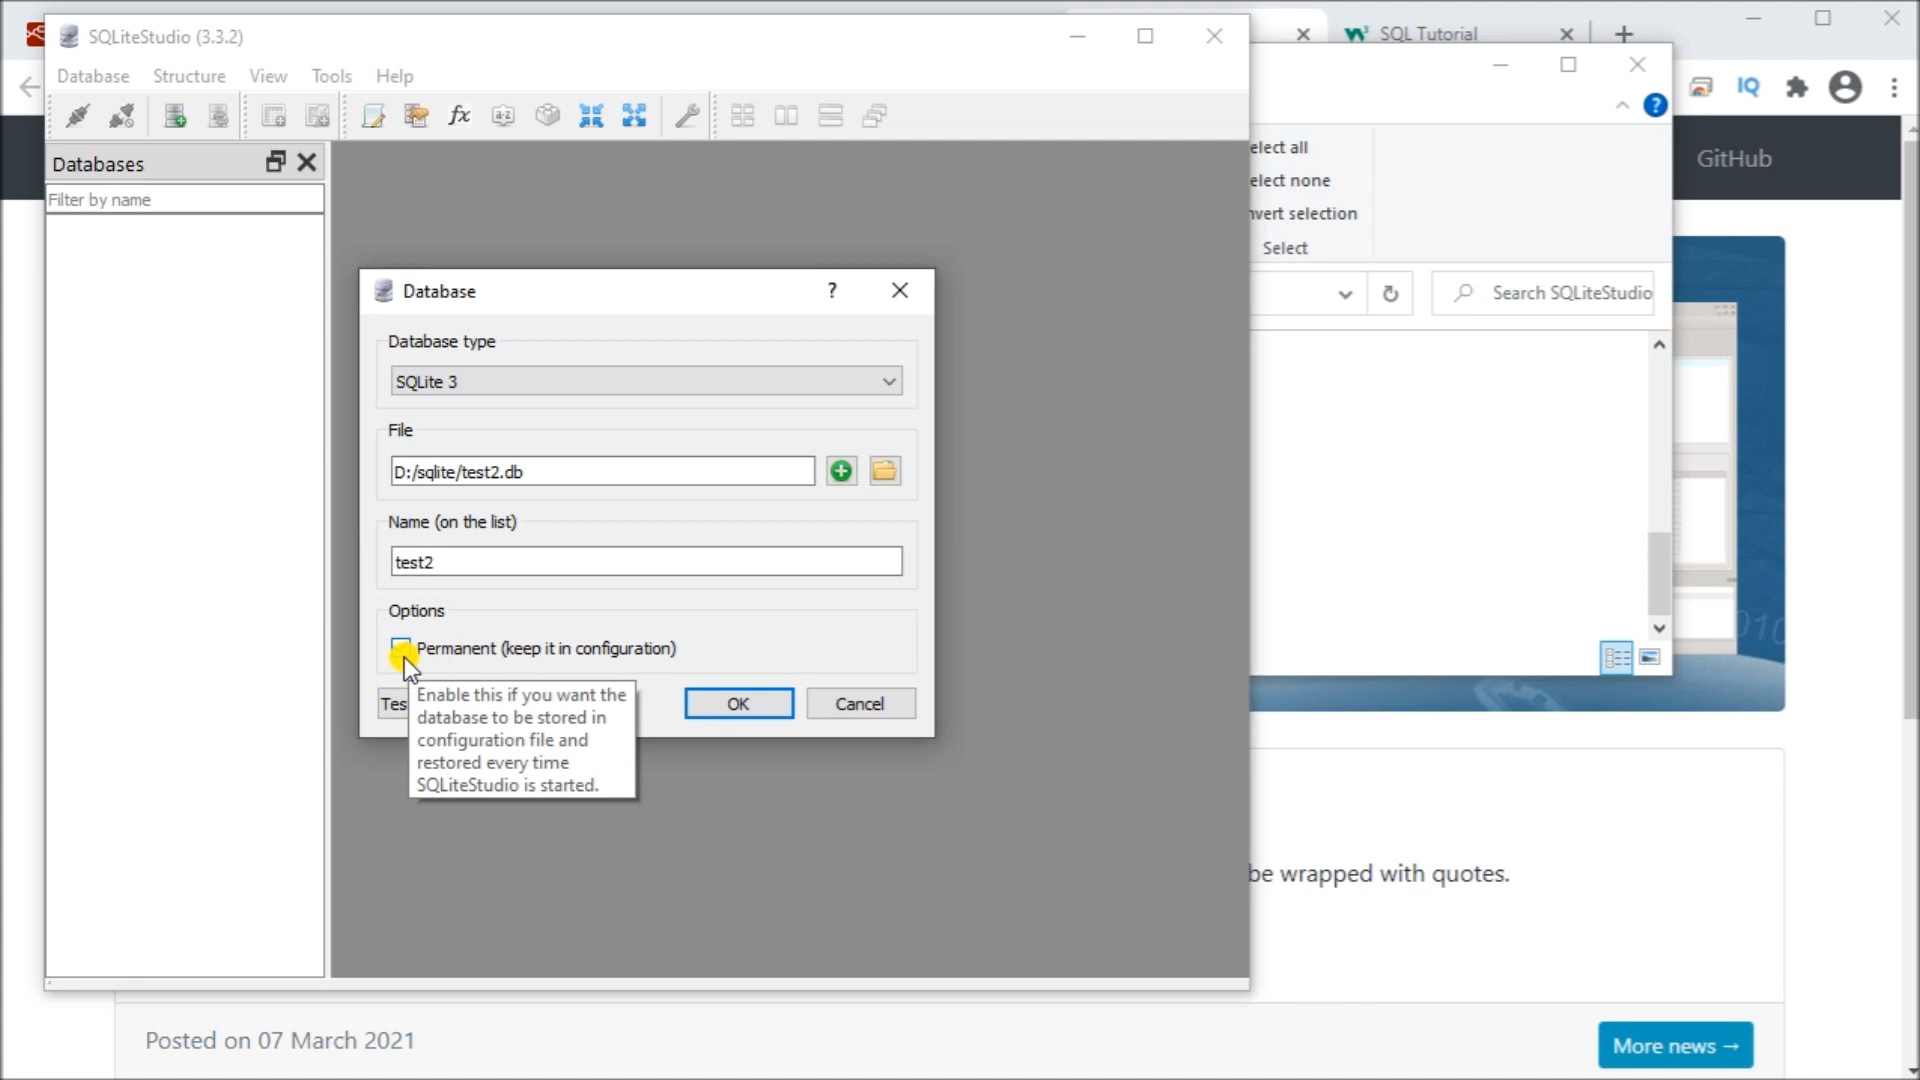 SQLiteStudio (3.3.2)
SQL Tutorial
Database Structure View Tools Help
IQ
fx
a-z
Databases
Filter by name
GitHub
elect all
elect none
nvert selection
Select
Search SQLiteStudio
Database
?
Database type
SQLite 3
File
D:/sqlite/test2.db
Name (on the list)
test2
Options
Permanent (keep it in configuration)
Tes
OK
Cancel
Enable this if you want the
database to be stored in
configuration file and
restored every time
SQLiteStudio is started.
010
be wrapped with quotes.
Posted on 07 March 2021
More news →